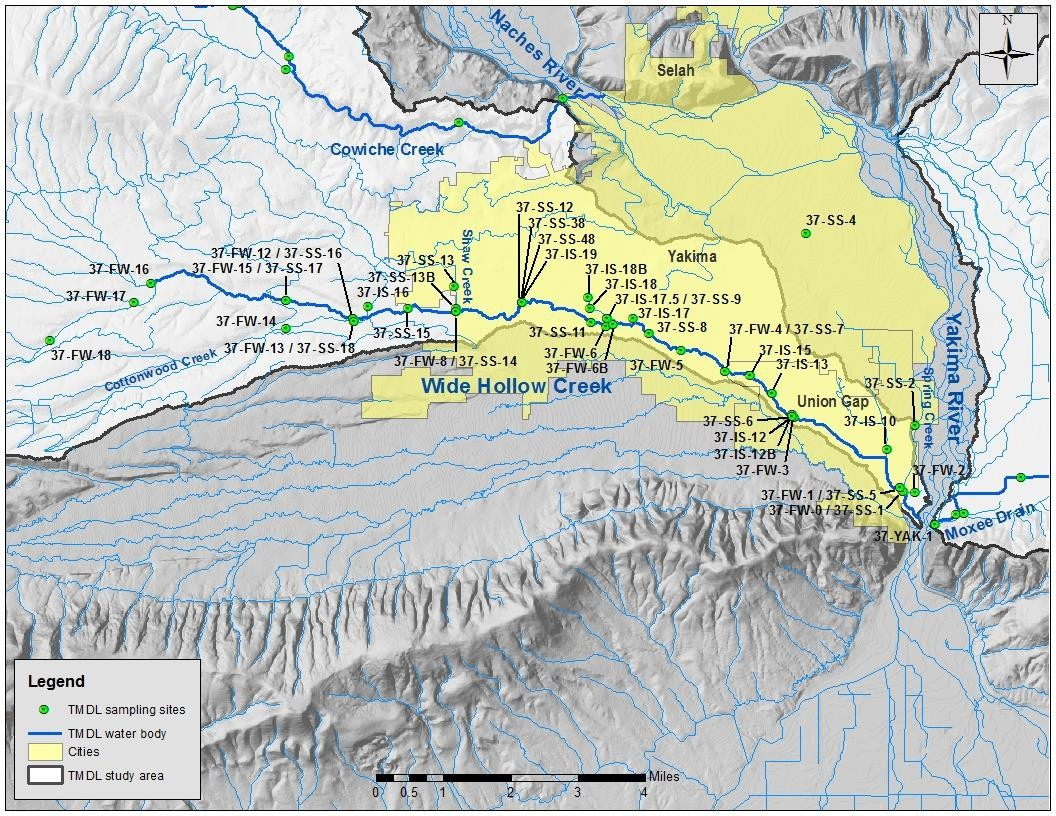 N
Naches River
Selah
Cowiche Creek
37-SS-12
37-SS-38
37-SS-4
37-SS-48
37-IS-19
Shaw Creek
Yakima
37-FW-12 / 37-SS-16
37-FW-15 / 37-SS-17
37-FW-16
37-SS-13
37-SS-13B
37-IS-16
37-IS-18B
37-IS-18
37-FW-17
37-IS-17.5 / 37-SS-9
37-IS-17
37-FW-14
37-SS-15
37-SS-11
37-SS-8
37-FW-4 / 37-SS-7
37-FW-13 / 37-SS-18
37-FW-18
37-FW-8 / 37-SS-14
37-FW-6
37-FW-6B
37-FW-5
37-IS-15
37-IS-13
Cottonwood Creek
Wide Hollow Creek
37-SS-2
Spring Creek
Yakima River
Union Gap
37-SS-6
37-IS-10
37-IS-12
37-IS-12B
37-FW-3
37-FW-2
37-FW-1 / 37-SS-5
37-FW-0 / 37-SS-1
Moxee Drain
37-YAK-1
Legend
TMDL sampling sites
TMDL water body
Cities
TMDL study area
Miles
0 0.5 1 2 3 4